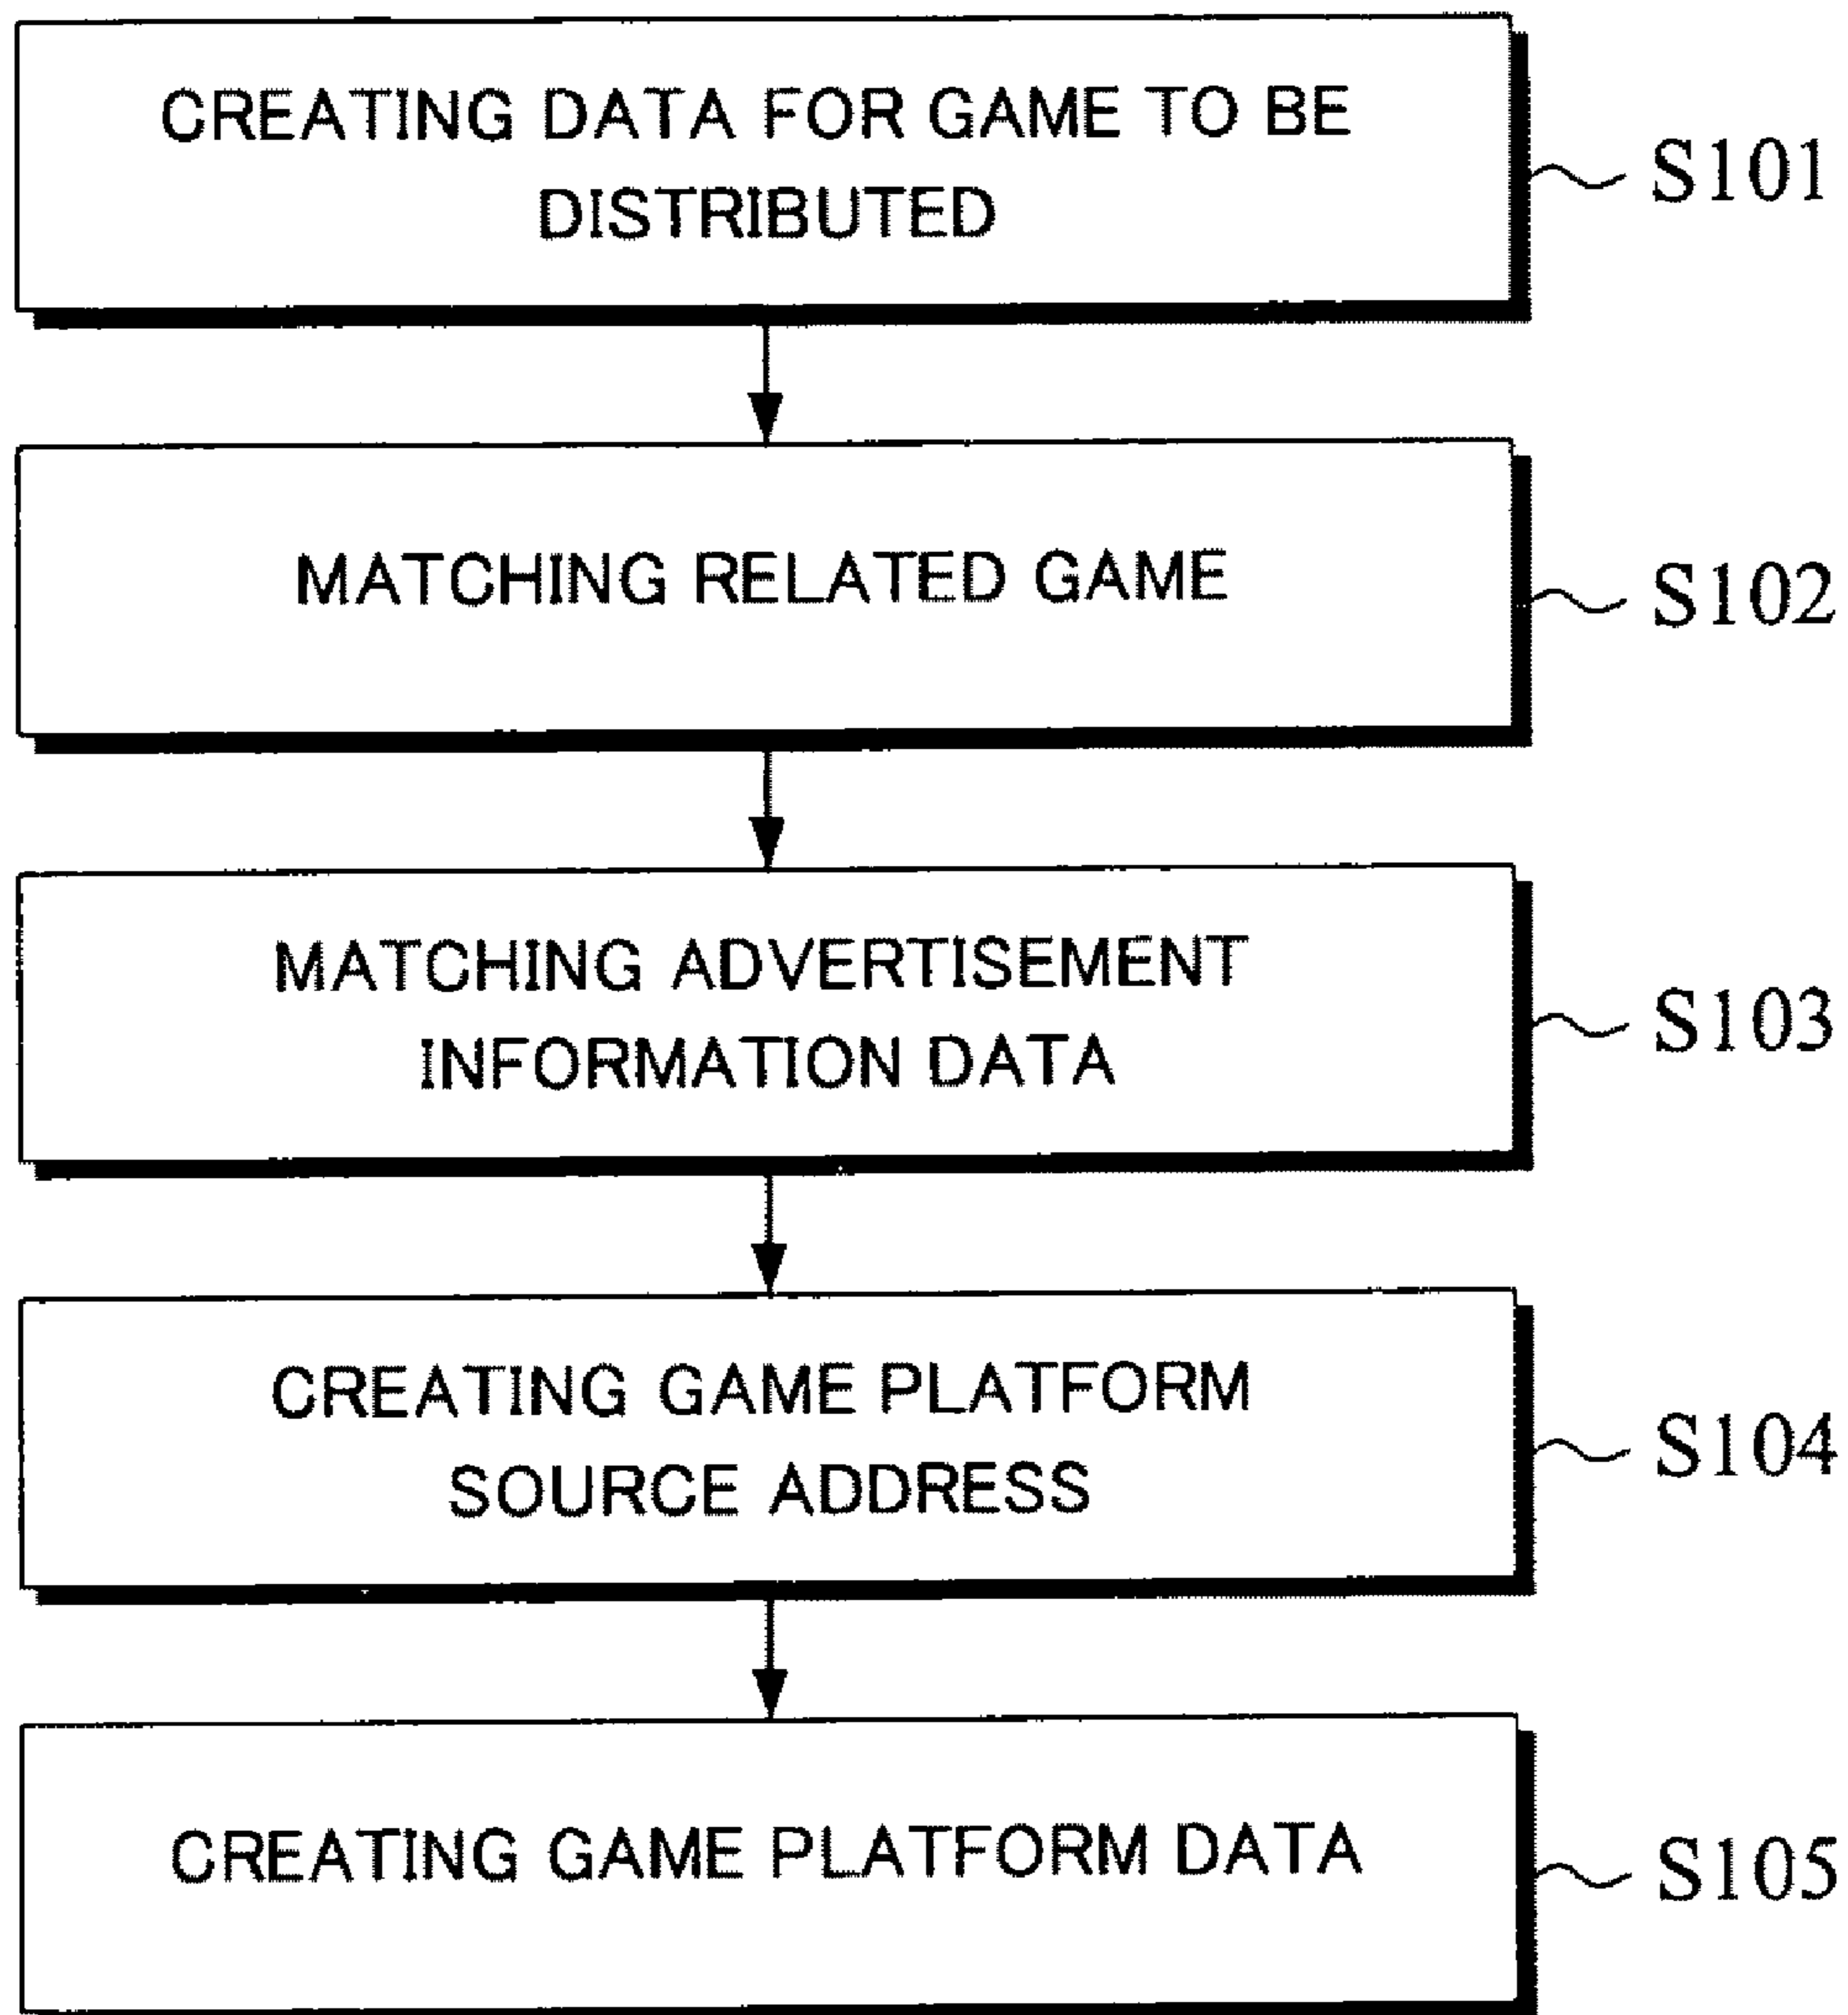 CREATING DATA FOR GAME TO BE
DISTRIBUTED
S101
MATCHING RELATED GAME
S102
MATCHING ADVERTISEMENT
INFORMATION DATA
S103
CREATING GAME PLATFORM
SOURCE ADDRESS
S104
CREATING GAME PLATFORM DATA
S105